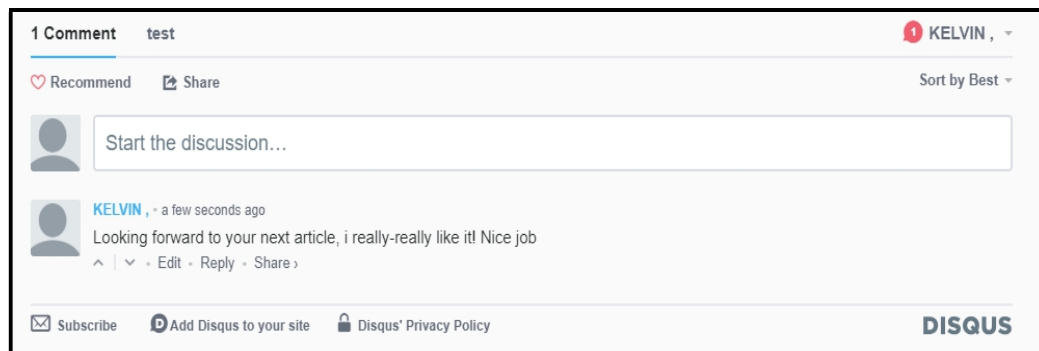 1 Comment test 1 KELVIN ,
Recommend Share Sort by Best
Start the discussion...
KELVIN , • a few seconds ago
Looking forward to your next article, i really-really like it! Nice job
Edit • Reply • Share ›
Subscribe D Add Disqus to your site Disqus' Privacy Policy DISQUS